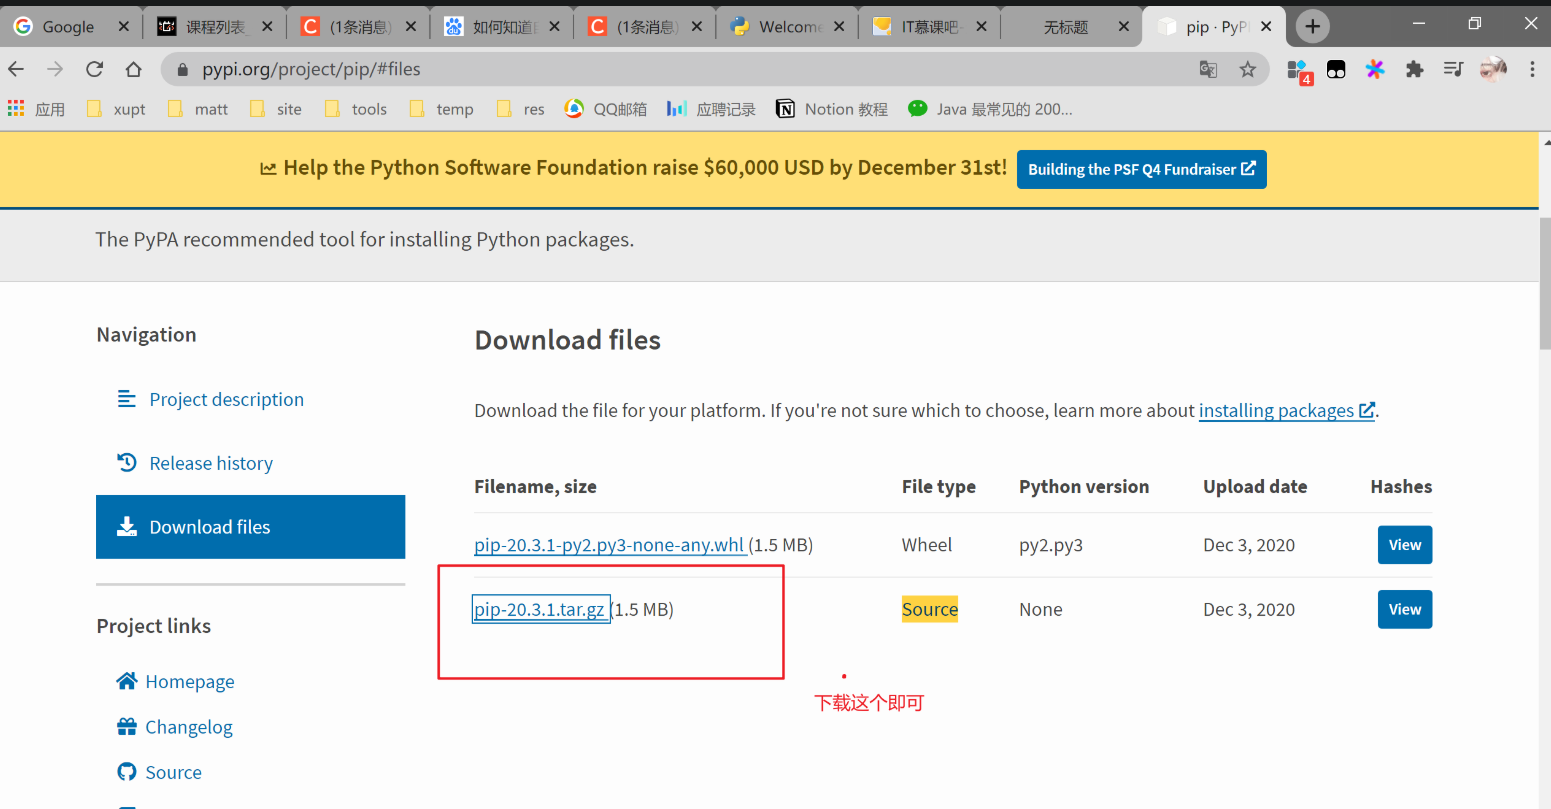 Google
课程列表
(1条消息)
如何知道自
(1条消息)
Welcome
IT慕课吧
无标题
pip · PyPI
pypi.org/project/pip/#files
4
应用
xupt
matt
site
tools
temp
res
QQ邮箱
应聘记录
Notion 教程
Java 最常见的 200...
Help the Python Software Foundation raise $60,000 USD by December 31st!
Building the PSF Q4 Fundraiser
The PyPA recommended tool for installing Python packages.
Navigation
Project description
Release history
Download files
Project links
Homepage
Changelog
Source
Download files
Download the file for your platform. If you're not sure which to choose, learn more about installing packages.
Filename, size File type Python version Upload date Hashes
pip-20.3.1-py2.py3-none-any.whl (1.5 MB) Wheel py2.py3 Dec 3, 2020 View
pip-20.3.1.tar.gz (1.5 MB) Source None Dec 3, 2020 View
下载这个即可